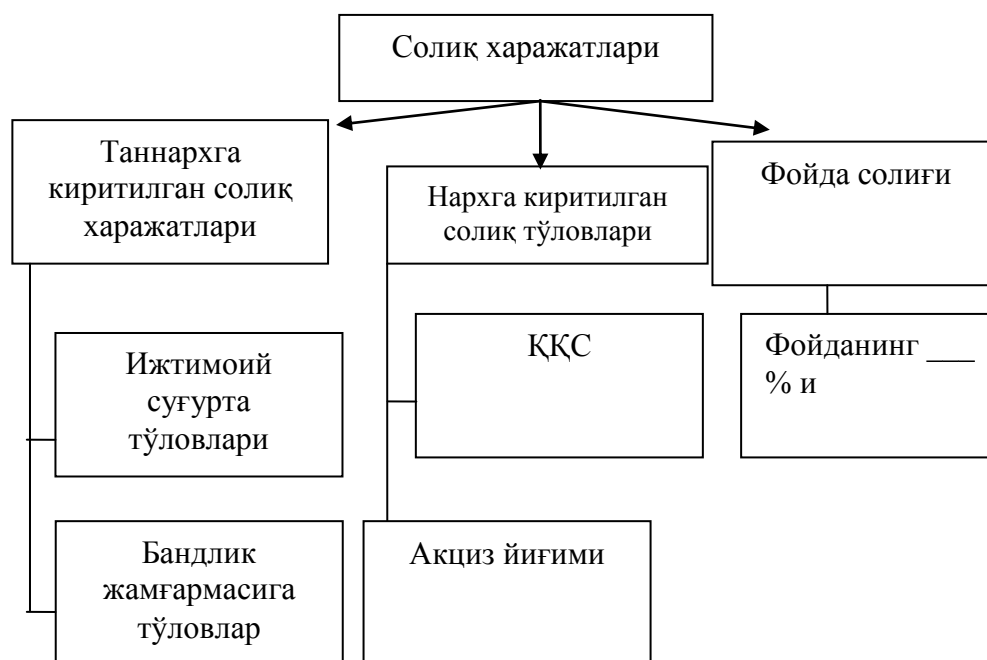 Солиқ харажатлари
Таннархга
киритилган солиқ
харажатлари
Нархга киритилган
солиқ тўловлари
Фойда солиғи
Ижтимоий
суғурта
тўловлари
ҚҚС
Фойданинг ___
% и
Бандлик
жамғармасига
тўловлар
Акциз йиғими